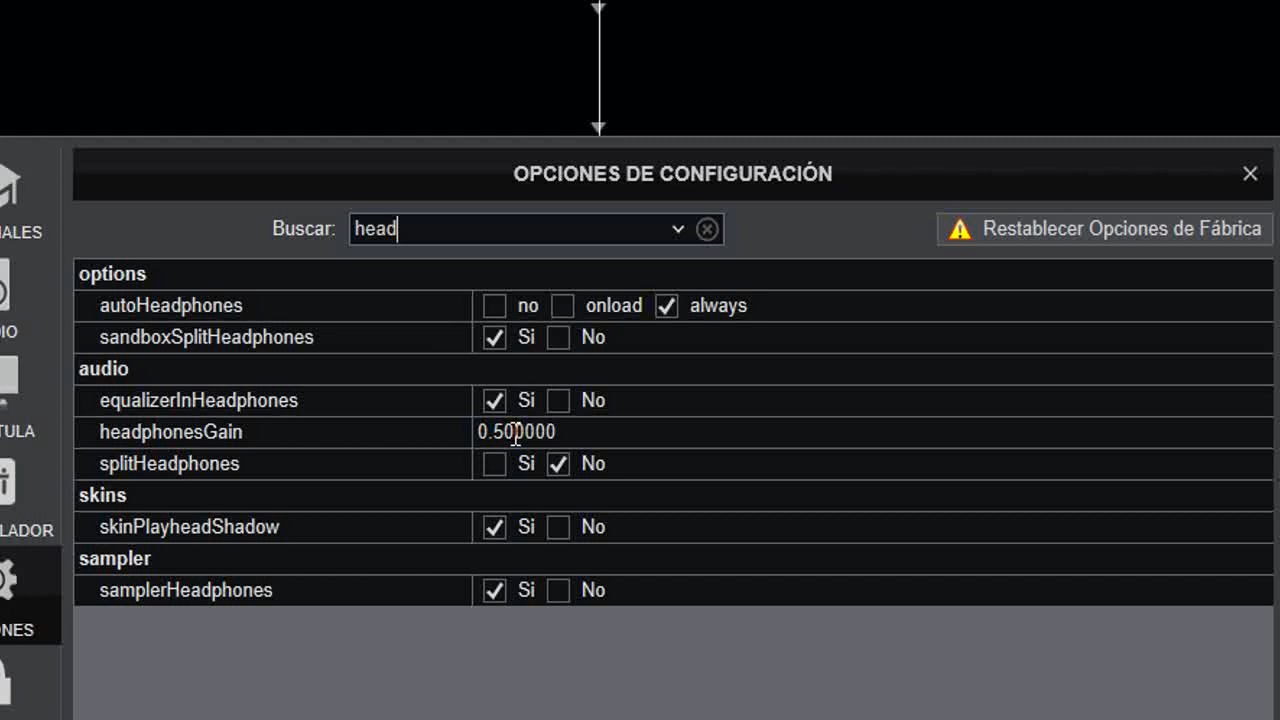 OPCIONES DE CONFIGURACIÓN
Buscar: head
Restablecer Opciones de Fábrica
options
autoHeadphones no onload always
sandboxSplitHeadphones Si No
audio
equalizerInHeadphones Si No
headphonesGain 0.500000
splitHeadphones Si No
skins
skinPlayheadShadow Si No
sampler
samplerHeadphones Si No
IALES
IO
TULA
LADOR
ONES